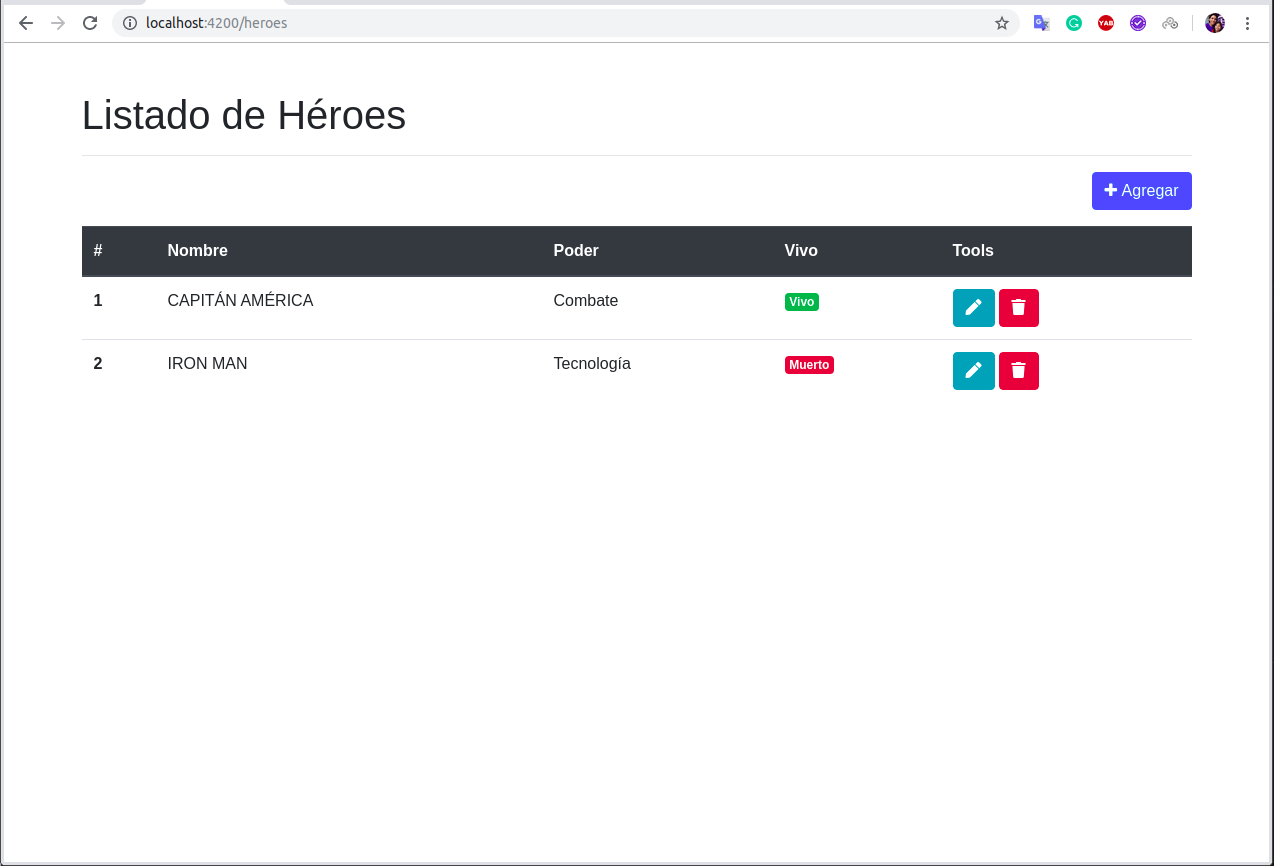 localhost:4200/heroes
YAB
Listado de Héroes
Agregar
# Nombre Poder Vivo Tools
1 CAPITÁN AMÉRICA Combate Vivo
2 IRON MAN Tecnología Muerto